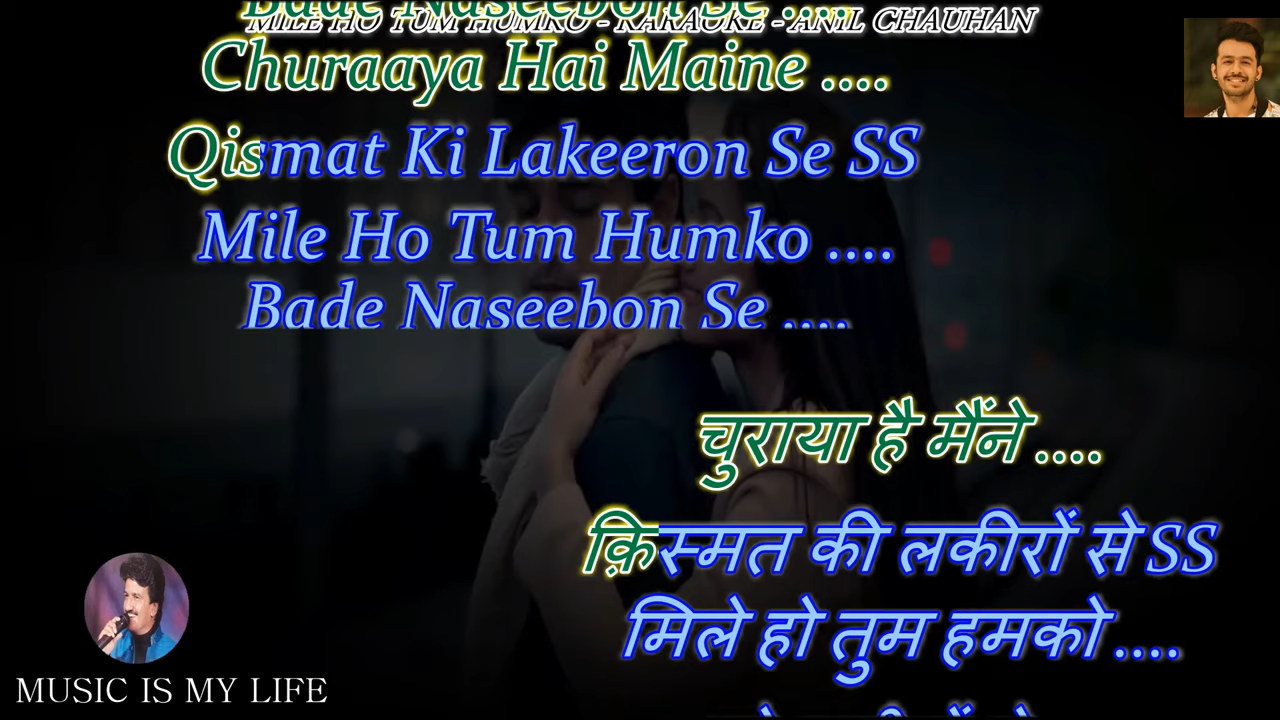 Bade Naseebon Se ....
MILE HO TUM HUMKO - KARAOKE - ANIL CHAUHAN
Churaaya Hai Maine ....
Qismat Ki Lakeeron Se SS
Mile Ho Tum Humko ....
Bade Naseebon Se ....
चुराया है मैंने ....
क़िस्मत की लकीरों से SS
मिले हो तुम हमको ....
MUSIC IS MY LIFE